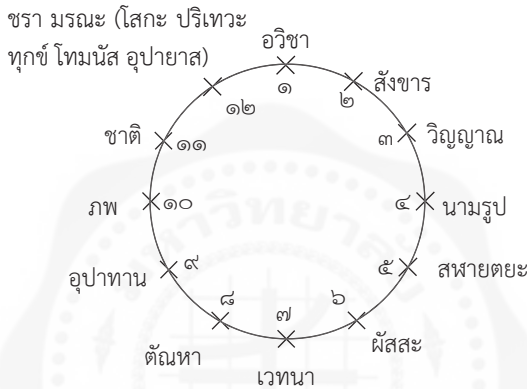 ชรา มรณะ (โสกะ ปริเทวะ
ทุกข์ โทมนัส อุปายาส)
อวิชา
๑
สังขาร
๒
วิญญาณ
๓
นามรูป
๔
สหายตยะ
๕
ผัสสะ
๖
เวทนา
๗
ตัณหา
๘
อุปาทาน
๙
ภพ
๑๐
ชาติ
๑๑
๑๒